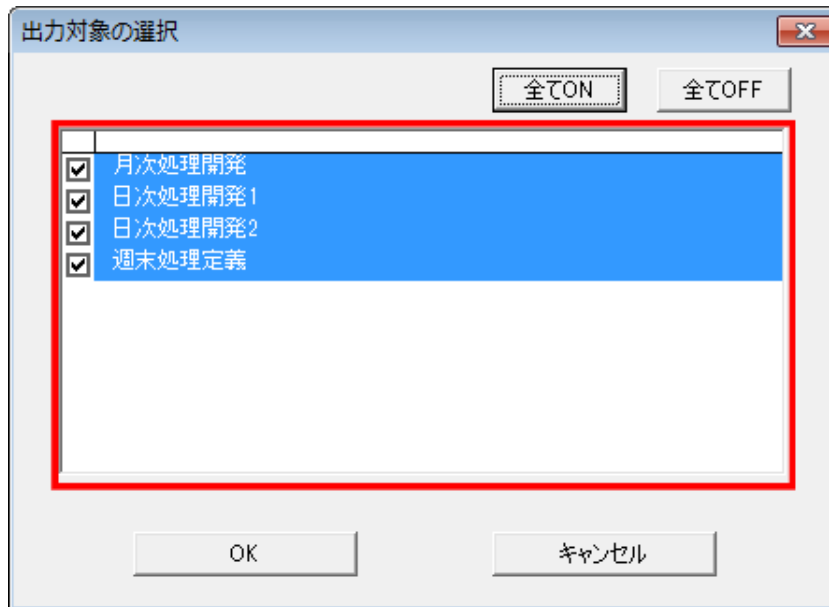 出力対象の選択
全てON
全てOFF
月次処理開発
日次処理開発1
日次処理開発2
週末処理定義
OK
キャンセル